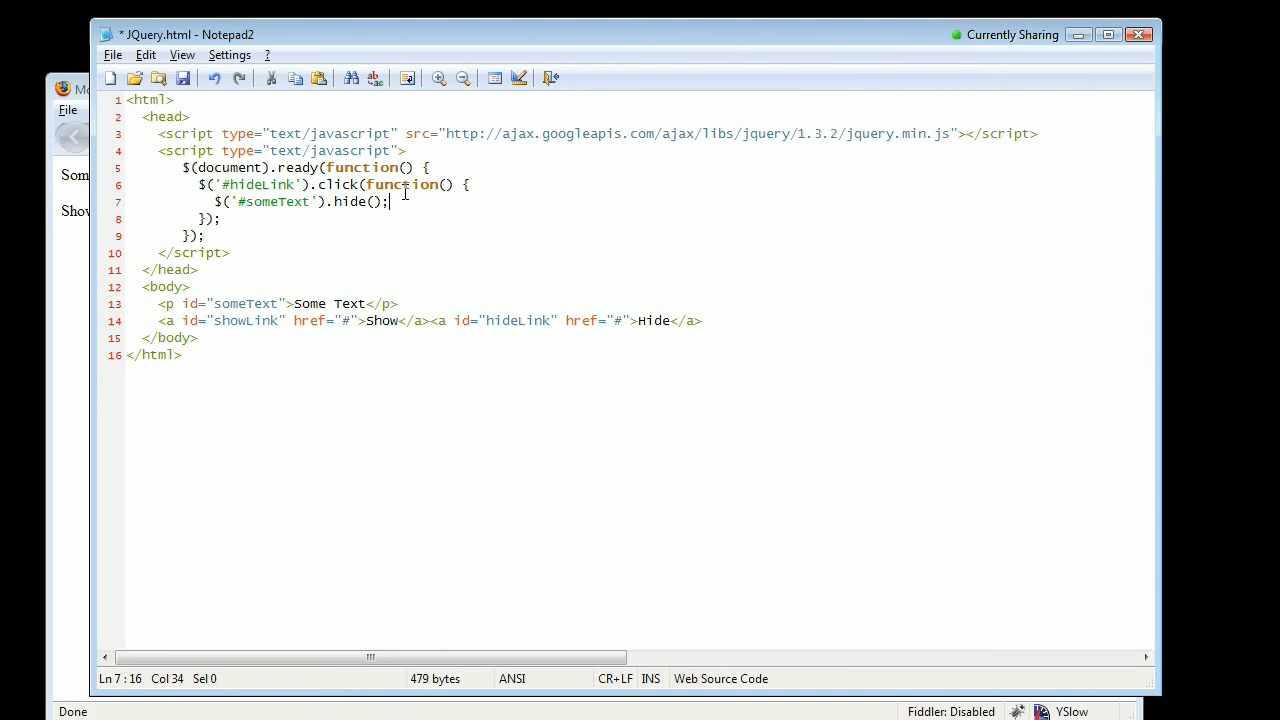 * JQuery.html - Notepad2
Currently Sharing
File Edit View Settings ?
1 <html>
2 <head>
3 <script type="text/javascript" src="http://ajax.googleapis.com/ajax/libs/jquery/1.3.2/jquery.min.js"></script>
4 <script type="text/javascript">
5 $(document).ready(function() {
6 $('#hideLink').click(function() {
7 $('#someText').hide();
8 });
9 });
10 </script>
11 </head>
12 <body>
13 <p id="someText">Some Text</p>
14 <a id="showLink" href="#">Show</a><a id="hideLink" href="#">Hide</a>
15 </body>
16 </html>
Ln 7 : 16 Col 34 Sel 0 479 bytes ANSI CR+LF INS Web Source Code
File
Som
Show
Done Fiddler: Disabled YSlow